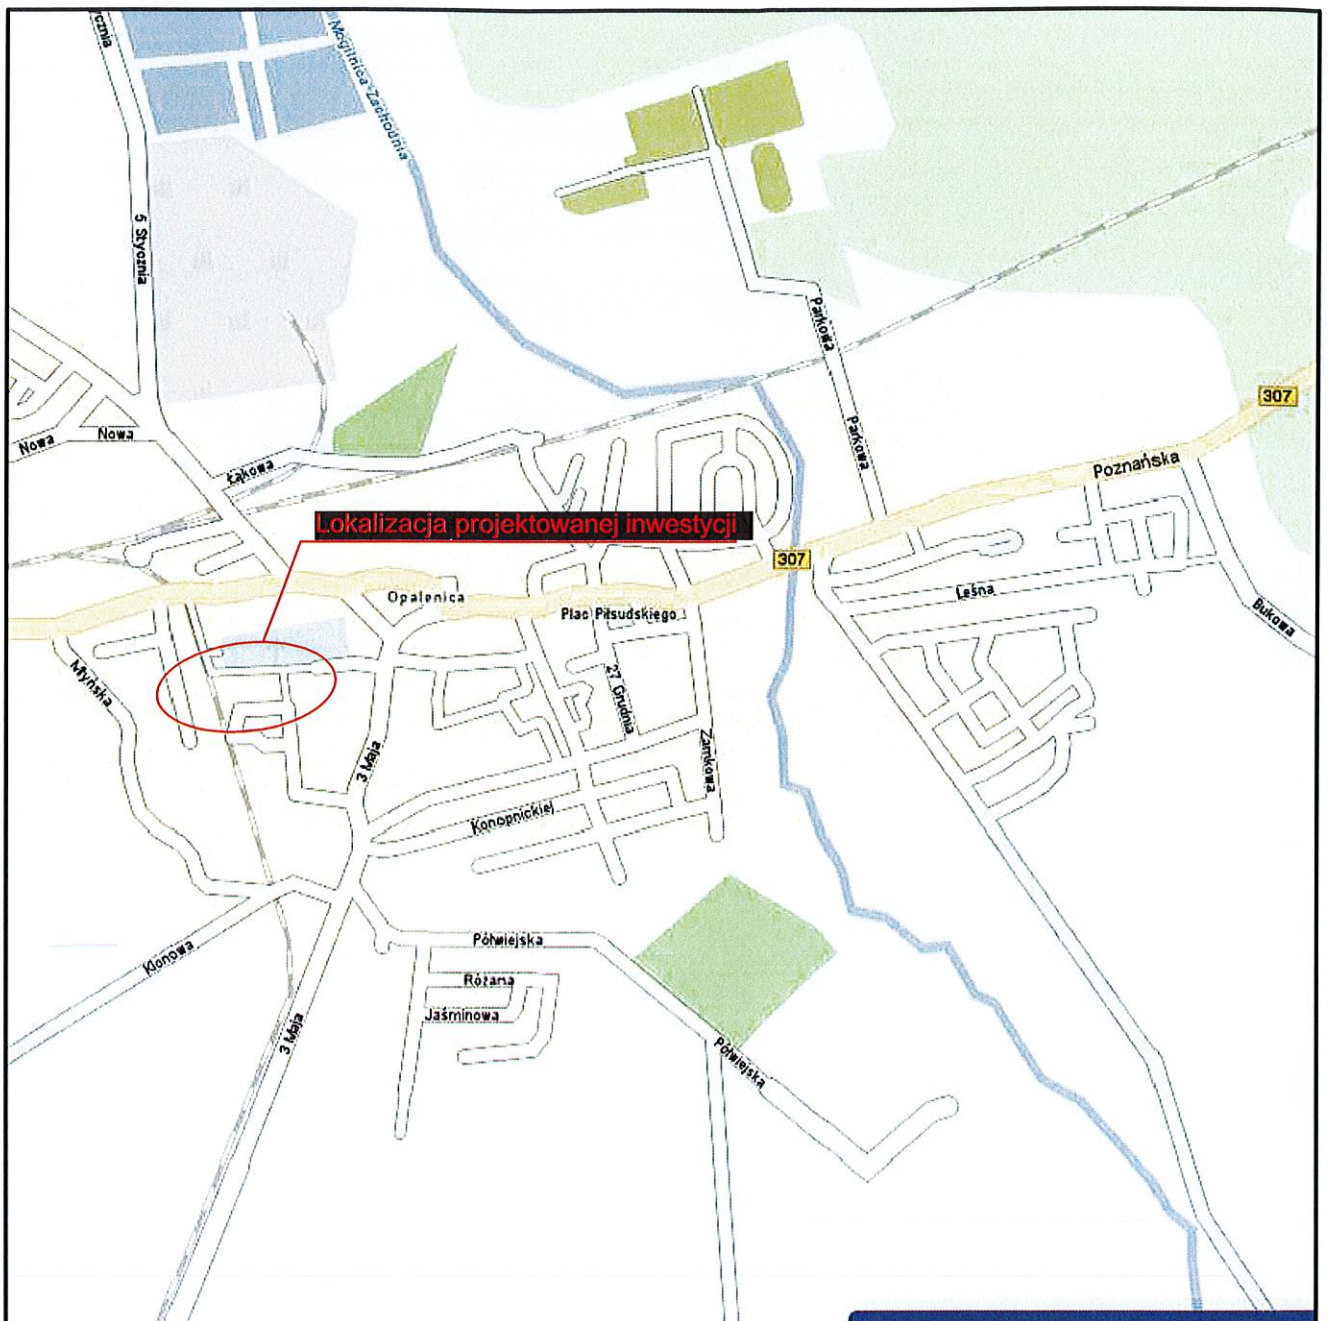 ycznia
Mogilnica Zachodnia
5 Stycznia
Parkowa
307
Parkowa
Nowa
Nowa
Poznańska
Łąkowa
Lokalizacja projektowanej inwestycji
307
Opalenica
Leśna
Plac Piłsudskiego
Bukowa
Młyńska
27 Grudnia
3 Maja
Zamkowa
Konopnickiej
Półwiejska
Klonowa
Różana
Jaśminowa
3 Maja
Półwiejska